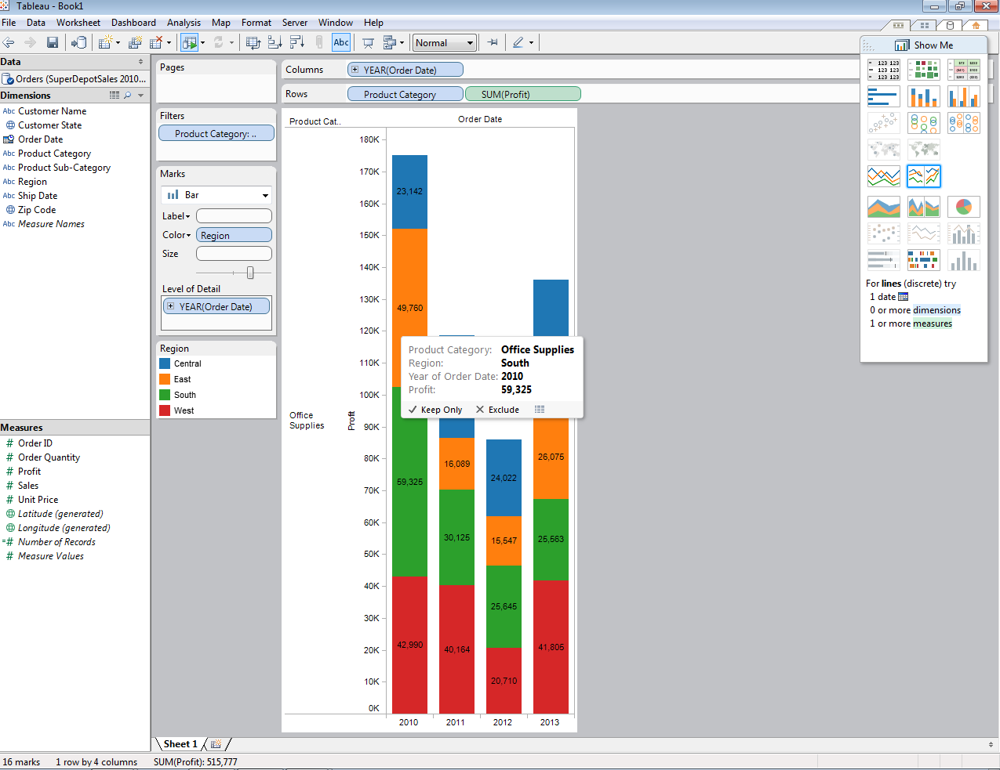 Tableau - Book1
File Data Worksheet Dashboard Analysis Map Format Server Window Help
Abc Normal
Data
Orders (SuperDepotSales 2010...
Dimensions
Abc Customer Name
Customer State
Order Date
Abc Product Category
Abc Product Sub-Category
Abc Region
Abc Ship Date
Zip Code
Abc Measure Names
Measures
# Order ID
# Order Quantity
# Profit
# Sales
# Unit Price
Latitude (generated)
Longitude (generated)
=# Number of Records
# Measure Values
Pages
Filters
Product Category: ..
Marks
Bar
Label
Color Region
Size
Level of Detail
YEAR(Order Date)
Region
Central
East
South
West
Columns YEAR(Order Date)
Rows Product Category SUM(Profit)
Product Cat.. Order Date
Office
Supplies
Profit
180K
170K
160K
150K
140K
130K
120K
110K
100K
90K
80K
70K
60K
50K
40K
30K
20K
10K
0K
23,142
49,760
59,325
42,990
16,089
30,125
40,164
24,022
15,547
25,645
20,710
26,075
25,563
41,805
2010 2011 2012 2013
Product Category: Office Supplies
Region: South
Year of Order Date: 2010
Profit: 59,325
Keep Only Exclude
Show Me
123 123
123 123
123 123
For lines (discrete) try
1 date
0 or more dimensions
1 or more measures
Sheet 1
16 marks 1 row by 4 columns SUM(Profit): 515,777